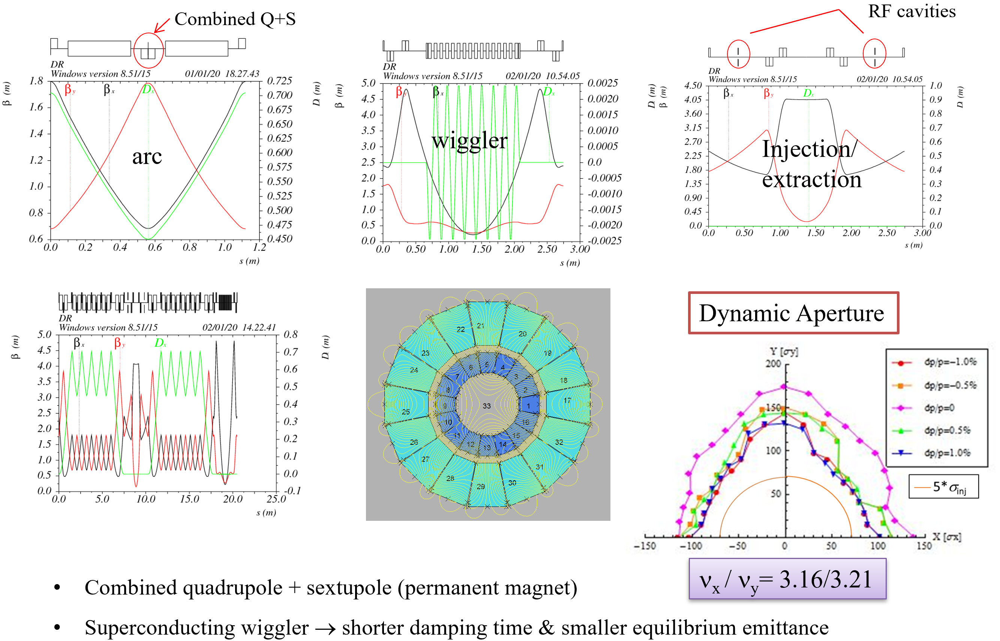 Combined Q+S
RF cavities
DR
Windows version 8.51/15 01/01/20 18.27.43
β (m)
1.8
1.6
1.4
1.2
1.0
0.8
0.6
βy
βx
Dx
arc
0.725
0.700
0.675
0.650
0.625
0.600
0.575
0.550
0.525
0.500
0.475
0.450
D (m)
0.0 0.2 0.4 0.6 0.8 1.0 1.2
s (m)
DR
Windows version 8.51/15 02/01/20 10.54.05
β (m)
5.0
4.5
4.0
3.5
3.0
2.5
2.0
1.5
1.0
0.5
0.0
βy
βx
Dx
wiggler
0.0025
0.0020
0.0015
0.0010
0.0005
0.0
-0.0005
-0.0010
-0.0015
-0.0020
-0.0025
D (m)
0.0 0.50 1.00 1.50 2.00 2.50 3.00
s (m)
DR
Windows version 8.51/15 02/01/20 10.54.05
β (m)
4.50
4.05
3.60
3.15
2.70
2.25
1.80
1.35
0.90
0.45
0.0
βx
βy
Dx
Injection/
extraction
1.0
0.9
0.8
0.7
0.6
0.5
0.4
0.3
0.2
0.1
0.0
D (m)
0.0 0.50 1.00 1.50 2.00 2.50 3.00
s (m)
DR
Windows version 8.51/15 02/01/20 14.22.41
β (m)
5.0
4.5
4.0
3.5
3.0
2.5
2.0
1.5
1.0
0.5
0.0
βx
βy
Dx
0.8
0.7
0.6
0.5
0.4
0.3
0.2
0.1
0.0
-0.1
D (m)
0.0 5.0 10.0 15.0 20.0 25.0
s (m)
21
22
20
23
19
24
18
25
17
26
32
27
31
28
30
29
5
6
4
7
3
8
2
9
33
1
10
16
11
15
12
14
13
Dynamic Aperture
Y [σy]
200
150
100
50
dp/p=−1.0%
dp/p=−0.5%
dp/p=0
dp/p=0.5%
dp/p=1.0%
5*σinj
X [σx]
−150 −100 −50 0 50 100 150
νx / νy= 3.16/3.21
• Combined quadrupole + sextupole (permanent magnet)
• Superconducting wiggler → shorter damping time & smaller equilibrium emittance